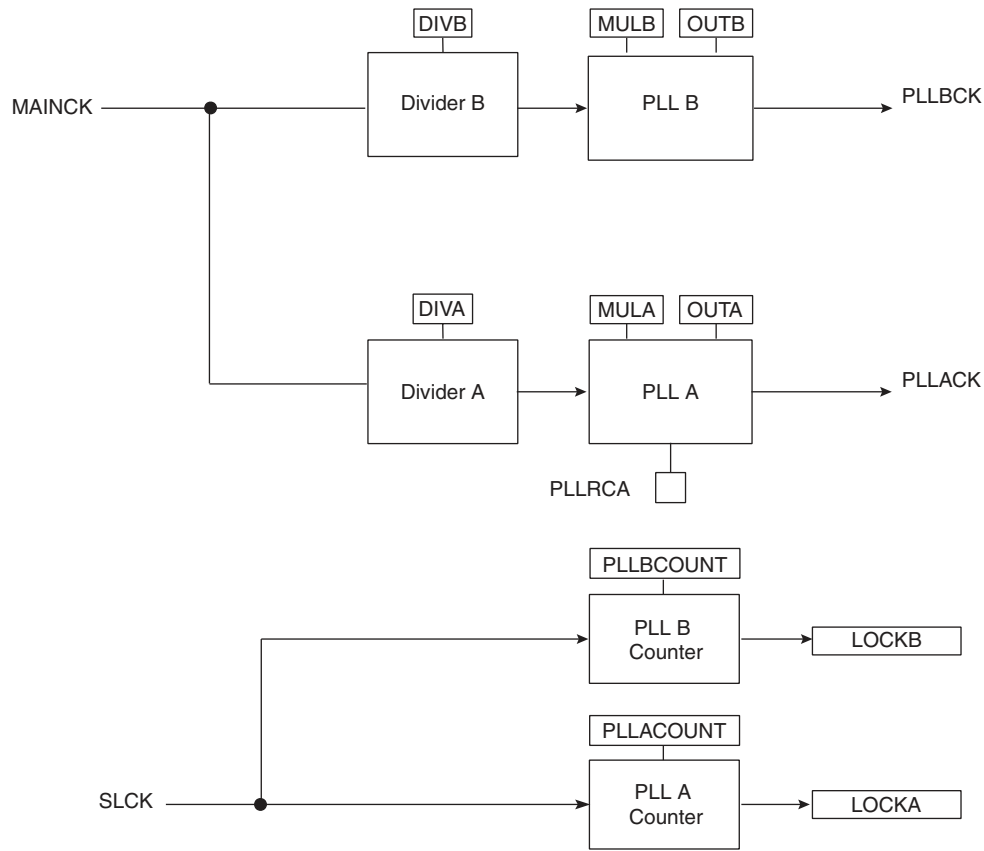 DIVB
MULB
OUTB
MAINCK
Divider B
PLL B
PLLBCK
DIVA
MULA
OUTA
Divider A
PLL A
PLLACK
PLLRCA
PLLBCOUNT
PLL B
Counter
LOCKB
PLLACOUNT
SLCK
PLL A
Counter
LOCKA